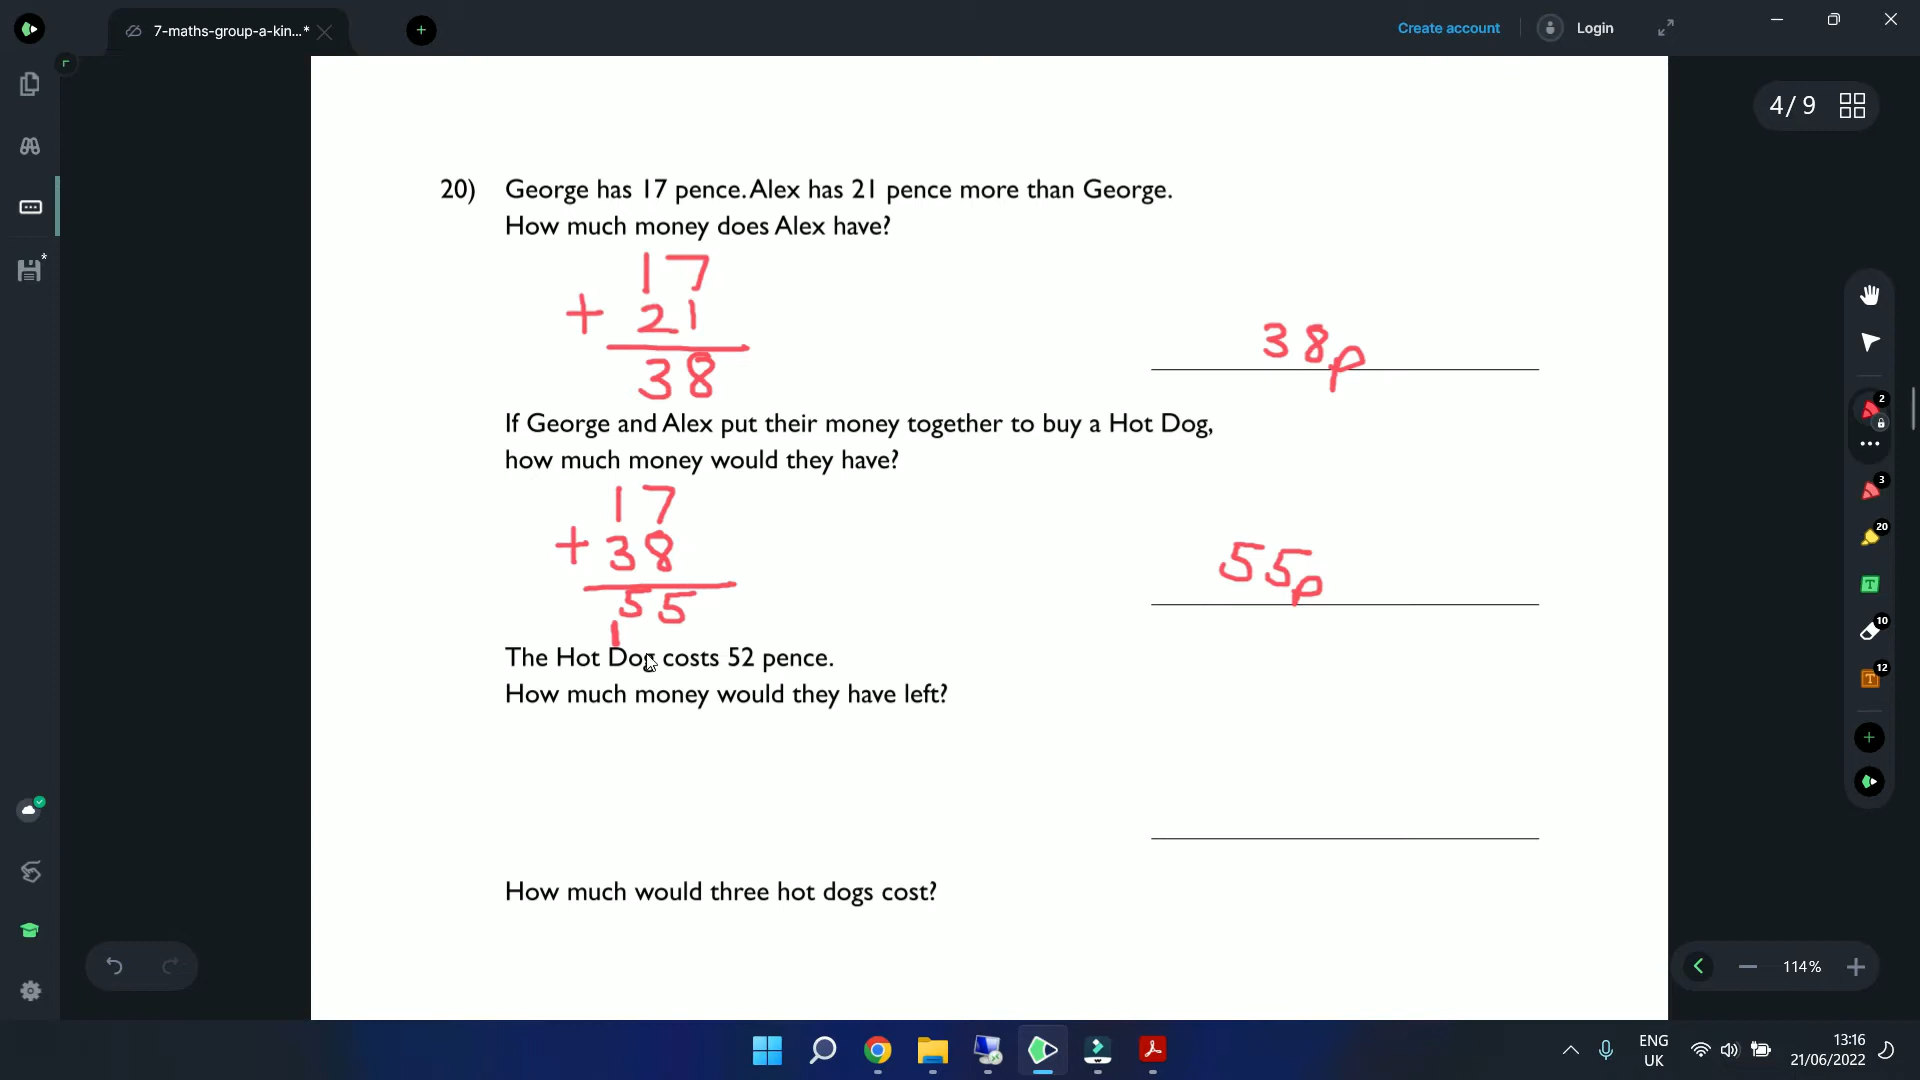 7-maths-group-a-kin...*
Create account
Login
4/9
20) George has 17 pence. Alex has 21 pence more than George.
How much money does Alex have?
17
+ 21
38
38p
If George and Alex put their money together to buy a Hot Dog,
how much money would they have?
17
+38
55
1
55p
The Hot Dog costs 52 pence.
How much money would they have left?
How much would three hot dogs cost?
2
3
20
T
10
12
T
114%
ENG
UK
13:16
21/06/2022